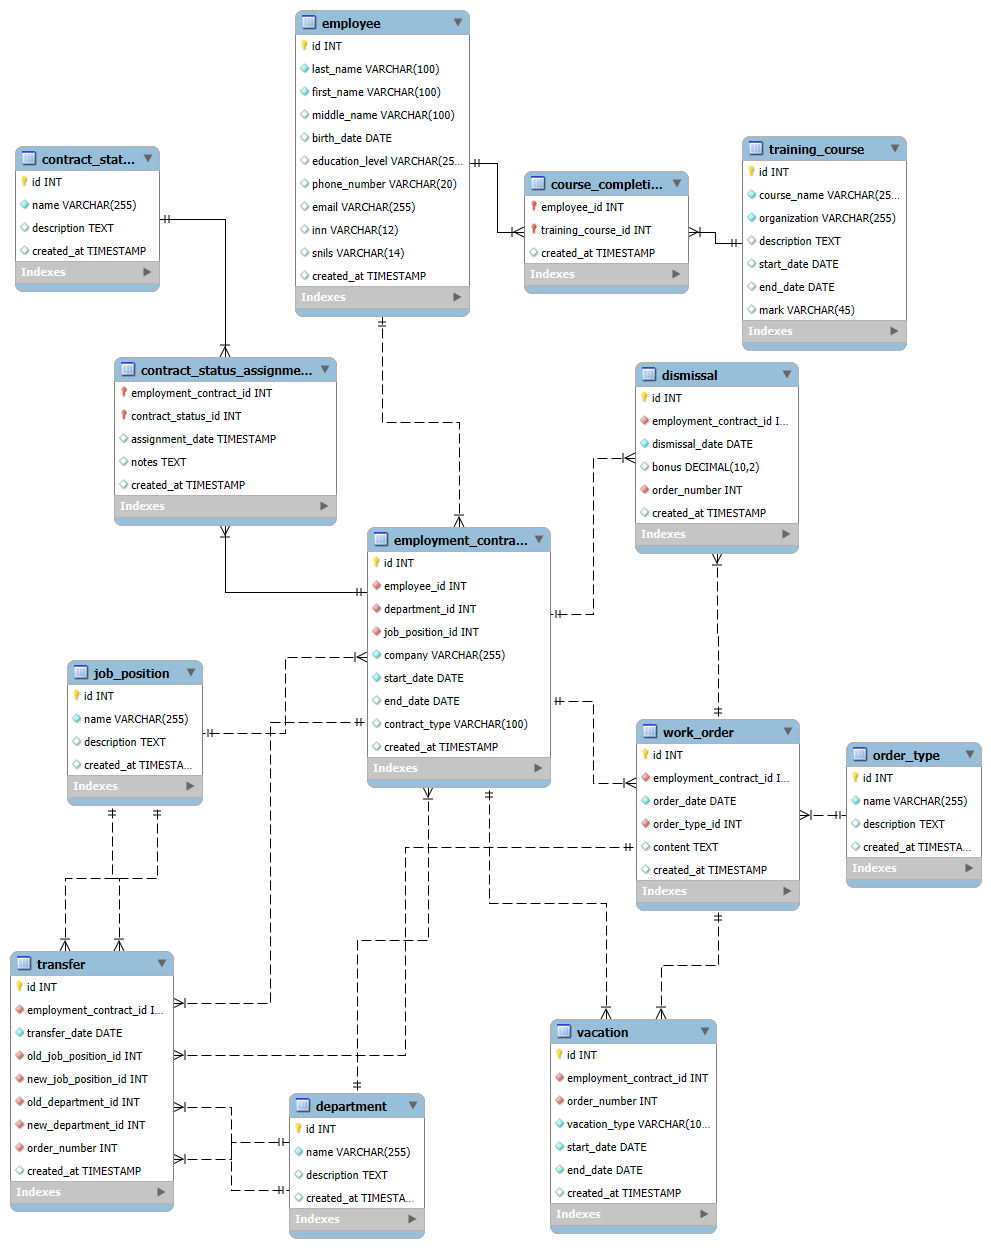 employee
id INT
last_name VARCHAR(100)
first_name VARCHAR(100)
middle_name VARCHAR(100)
birth_date DATE
education_level VARCHAR(25...
phone_number VARCHAR(20)
email VARCHAR(255)
inn VARCHAR(12)
snils VARCHAR(14)
created_at TIMESTAMP
Indexes
contract_stat...
id INT
name VARCHAR(255)
description TEXT
created_at TIMESTAMP
Indexes
course_completi...
employee_id INT
training_course_id INT
created_at TIMESTAMP
Indexes
training_course
id INT
course_name VARCHAR(25...
organization VARCHAR(255)
description TEXT
start_date DATE
end_date DATE
mark VARCHAR(45)
Indexes
contract_status_assignme...
employment_contract_id INT
contract_status_id INT
assignment_date TIMESTAMP
notes TEXT
created_at TIMESTAMP
Indexes
dismissal
id INT
employment_contract_id I...
dismissal_date DATE
bonus DECIMAL(10,2)
order_number INT
created_at TIMESTAMP
Indexes
employment_contra...
id INT
employee_id INT
department_id INT
job_position_id INT
company VARCHAR(255)
start_date DATE
end_date DATE
contract_type VARCHAR(100)
created_at TIMESTAMP
Indexes
job_position
id INT
name VARCHAR(255)
description TEXT
created_at TIMESTA...
Indexes
work_order
id INT
employment_contract_id I...
order_date DATE
order_type_id INT
content TEXT
created_at TIMESTAMP
Indexes
order_type
id INT
name VARCHAR(255)
description TEXT
created_at TIMESTA...
Indexes
transfer
id INT
employment_contract_id I...
transfer_date DATE
old_job_position_id INT
new_job_position_id INT
old_department_id INT
new_department_id INT
order_number INT
created_at TIMESTAMP
Indexes
department
id INT
name VARCHAR(255)
description TEXT
created_at TIMESTA...
Indexes
vacation
id INT
employment_contract_id INT
order_number INT
vacation_type VARCHAR(10...
start_date DATE
end_date DATE
created_at TIMESTAMP
Indexes